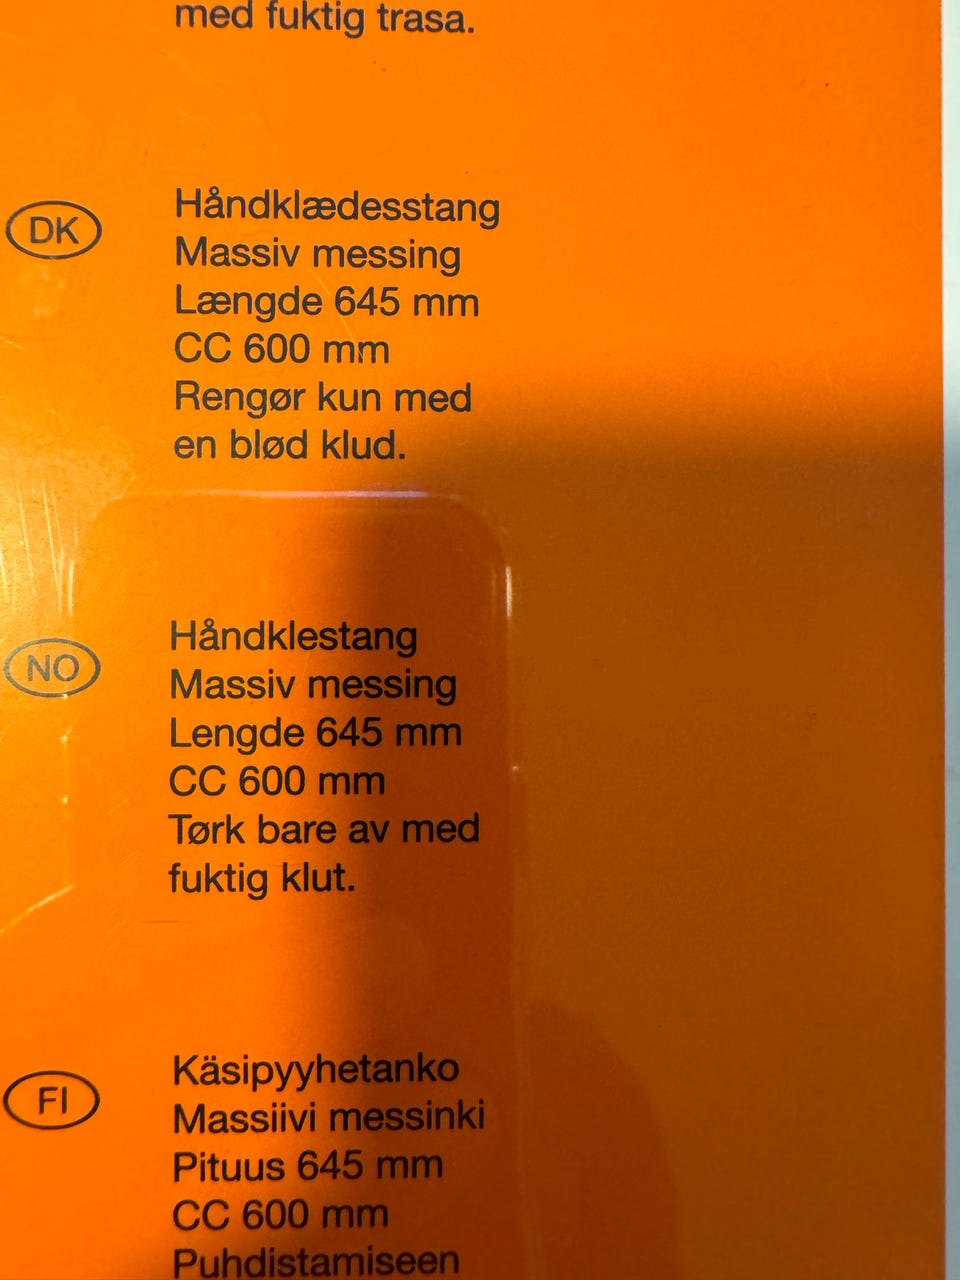 med fuktig trasa.
DK
Håndklædesstang
Massiv messing
Længde 645 mm
CC 600 mm
Rengør kun med
en blød klud.
NO
Håndklestang
Massiv messing
Lengde 645 mm
CC 600 mm
Tørk bare av med
fuktig klut.
FI
Käsipyyhetanko
Massiivi messinki
Pituus 645 mm
CC 600 mm
Puhdistamiseen